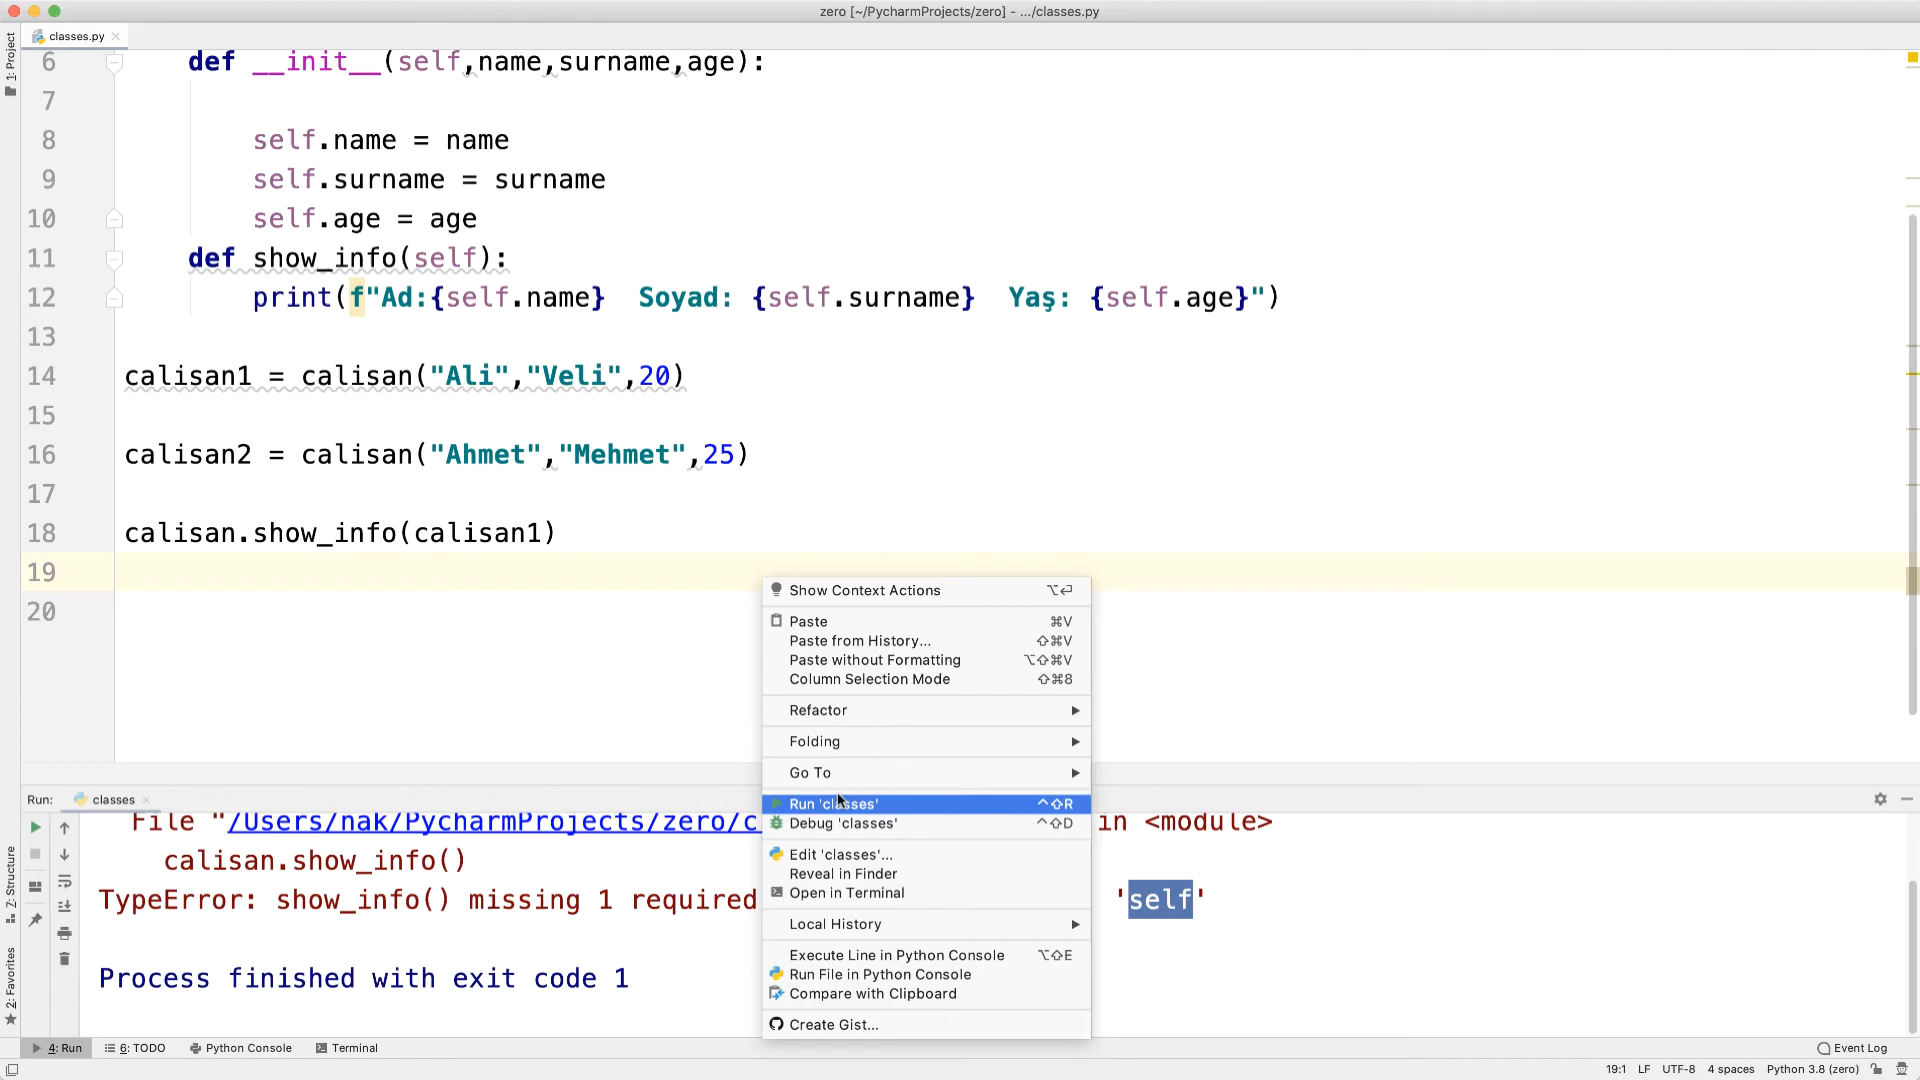 zero [~/PycharmProjects/zero] - .../classes.py
1: Project
classes.py
6 def __init__(self,name,surname,age):
7
8 self.name = name
9 self.surname = surname
10 self.age = age
11 def show_info(self):
12 print(f"Ad:{self.name}  Soyad: {self.surname}  Yaş: {self.age}")
13
14 calisan1 = calisan("Ali","Veli",20)
15
16 calisan2 = calisan("Ahmet","Mehmet",25)
17
18 calisan.show_info(calisan1)
19
20
Show Context Actions ⌥⏎
Paste ⌘V
Paste from History... ⇧⌘V
Paste without Formatting ⌥⇧⌘V
Column Selection Mode ⇧⌘8
Refactor
Folding
Go To
Run 'classes' ^⇧R
Debug 'classes' ^⇧D
Edit 'classes'...
Reveal in Finder
Open in Terminal
Local History
Execute Line in Python Console ⌥⇧E
Run File in Python Console
Compare with Clipboard
Create Gist...
Run: classes
File "/Users/nak/PycharmProjects/zero/c in <module>
calisan.show_info()
TypeError: show_info() missing 1 required 'self'
Process finished with exit code 1
Z: Structure
2: Favorites
4: Run 6: TODO Python Console Terminal Event Log
19:1 LF UTF-8 4 spaces Python 3.8 (zero)